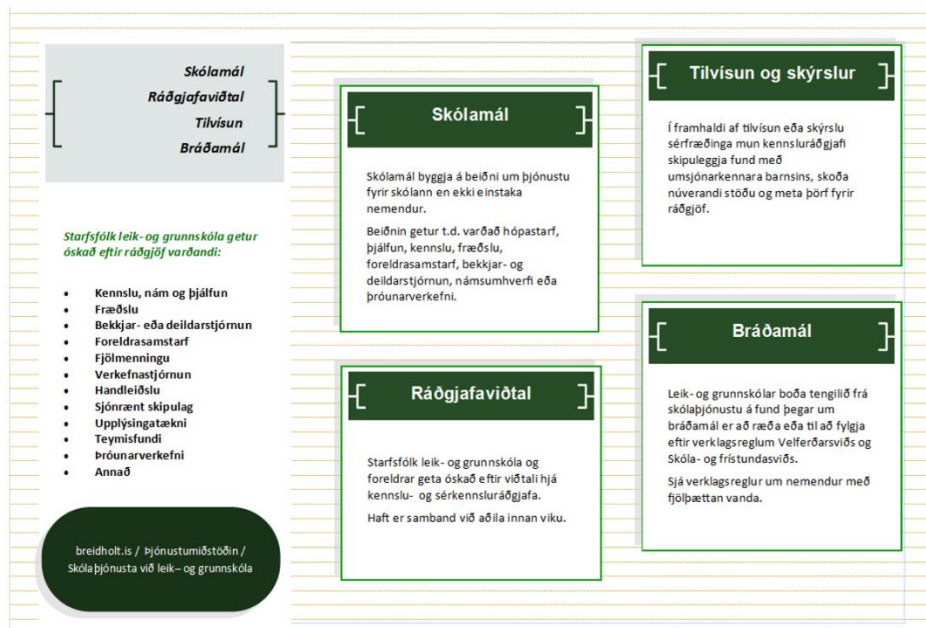 Skólamál
Ráðgjafaviðtal
Tilvísun
Bráðamál
Starfsfólk leik- og grunnskóla getur
óskað eftir ráðgjöf varðandi:
• Kennslu, nám og þjálfun
• Fræðslu
• Bekkjar- eða deildarstjórnun
• Foreldrasamstarf
• Fjölmenningu
• Verkefnastjórnun
• Handleiðslu
• Sjónrænt skipulag
• Upplýsingatækni
• Teymisfundi
• Þróunarverkefni
• Annað
breidholt.is / Þjónustumiðstöðin /
Skólaþjónusta við leik– og grunnskóla
Skólamál
Skólamál byggja á beiðni um þjónustu
fyrir skólann en ekki einstaka
nemendur.
Beiðnin getur t.d. varðað hópastarf,
þjálfun, kennslu, fræðslu,
foreldrasamstarf, bekkjar- og
deildarstjórnun, námsumhverfi eða
þróunarverkefni.
Ráðgjafaviðtal
Starfsfólk leik- og grunnskóla og
foreldrar geta óskað eftir viðtali hjá
kennslu- og sérkennsluráðgjafa.
Haft er samband við aðila innan viku.
Tilvísun og skýrslur
Í framhaldi af tilvísun eða skýrslu
sérfræðinga mun kennsluráðgjafi
skipuleggja fund með
umsjónarkennara barnsins, skoða
núverandi stöðu og meta þörf fyrir
ráðgjöf.
Bráðamál
Leik- og grunnskólar boða tengilið frá
skólaþjónustu á fund þegar um
bráðamál er að ræða eða til að fylgja
eftir verklagsreglum Velferðarsviðs og
Skóla- og frístundasviðs.
Sjá verklagsreglur um nemendur með
fjölþættan vanda.